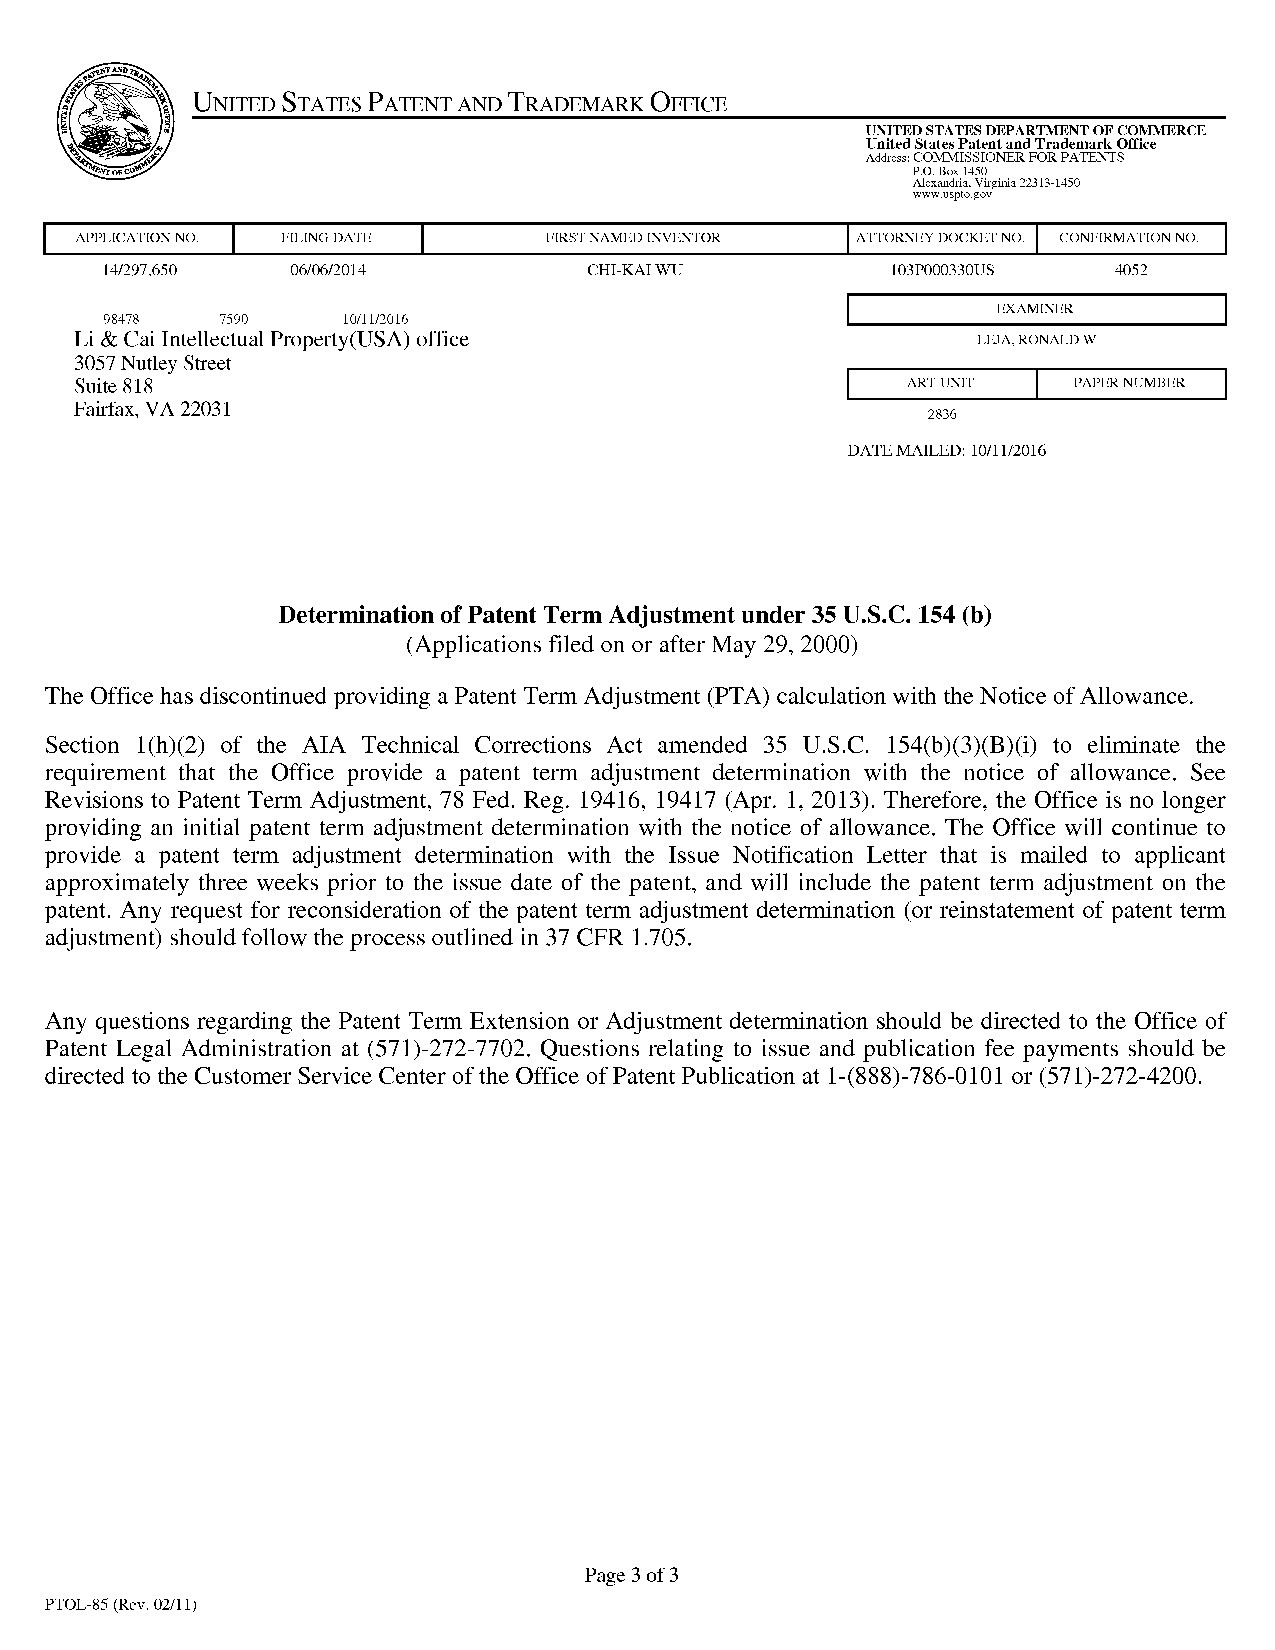 UNITED STATES PATENT AND TRADEMARK OFFICE
UNITED STATES PATENT AND TRADEMARK OFFICE
DEPARTMENT OF COMMERCE
UNITED STATES DEPARTMENT OF COMMERCE
United States Patent and Trademark Office
Address: COMMISSIONER FOR PATENTS
P.O. Box 1450
Alexandria, Virginia 22313-1450
www.uspto.gov
APPLICATION NO. FILING DATE FIRST NAMED INVENTOR ATTORNEY DOCKET NO. CONFIRMATION NO.
14/297,650 06/06/2014 CHI-KAI WU 103P000330US 4052
98478 7590 10/11/2016
Li & Cai Intellectual Property(USA) office
3057 Nutley Street
Suite 818
Fairfax, VA 22031
EXAMINER
LEJA, RONALD W
ART UNIT PAPER NUMBER
2836
DATE MAILED: 10/11/2016
Determination of Patent Term Adjustment under 35 U.S.C. 154 (b)
(Applications filed on or after May 29, 2000)
The Office has discontinued providing a Patent Term Adjustment (PTA) calculation with the Notice of Allowance.
Section 1(h)(2) of the AIA Technical Corrections Act amended 35 U.S.C. 154(b)(3)(B)(i) to eliminate the
requirement that the Office provide a patent term adjustment determination with the notice of allowance. See
Revisions to Patent Term Adjustment, 78 Fed. Reg. 19416, 19417 (Apr. 1, 2013). Therefore, the Office is no longer
providing an initial patent term adjustment determination with the notice of allowance. The Office will continue to
provide a patent term adjustment determination with the Issue Notification Letter that is mailed to applicant
approximately three weeks prior to the issue date of the patent, and will include the patent term adjustment on the
patent. Any request for reconsideration of the patent term adjustment determination (or reinstatement of patent term
adjustment) should follow the process outlined in 37 CFR 1.705.
Any questions regarding the Patent Term Extension or Adjustment determination should be directed to the Office of
Patent Legal Administration at (571)-272-7702. Questions relating to issue and publication fee payments should be
directed to the Customer Service Center of the Office of Patent Publication at 1-(888)-786-0101 or (571)-272-4200.
Page 3 of 3
PTOL-85 (Rev. 02/11)